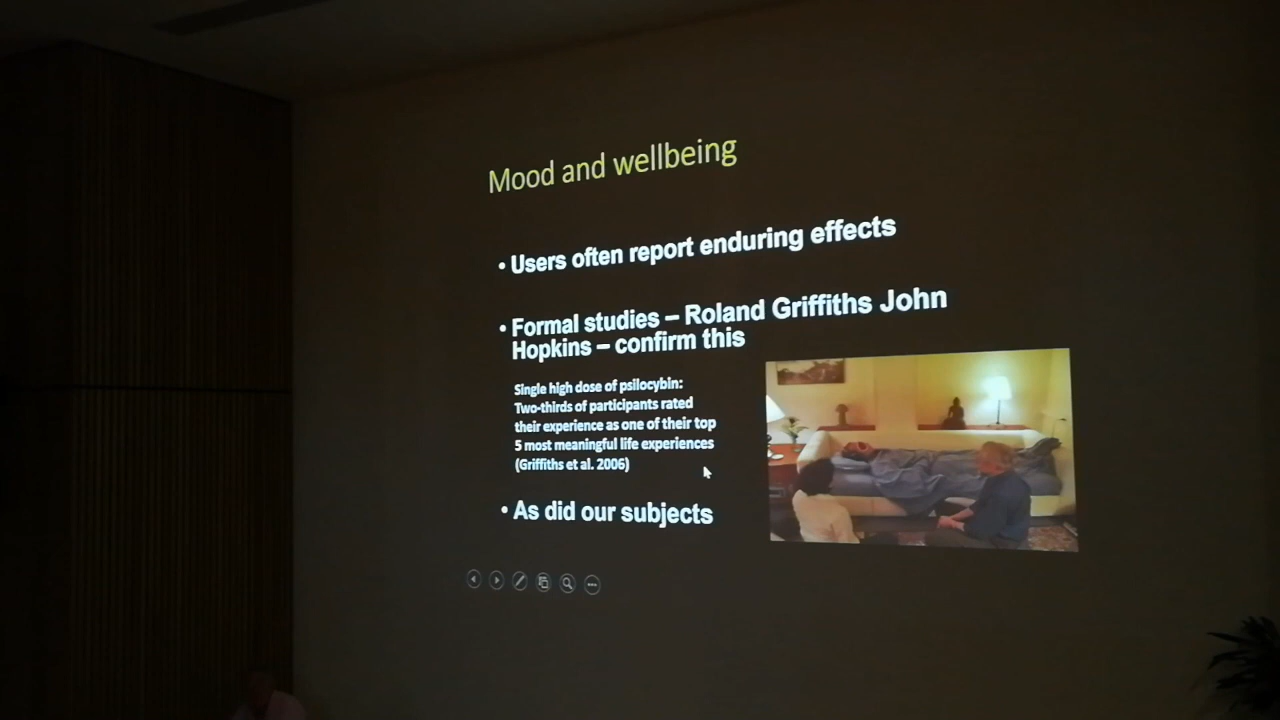 Mood and wellbeing
• Users often report enduring effects
• Formal studies – Roland Griffiths John
Hopkins – confirm this
Single high dose of psilocybin:
Two-thirds of participants rated
their experience as one of their top
5 most meaningful life experiences
(Griffiths et al. 2006)
• As did our subjects